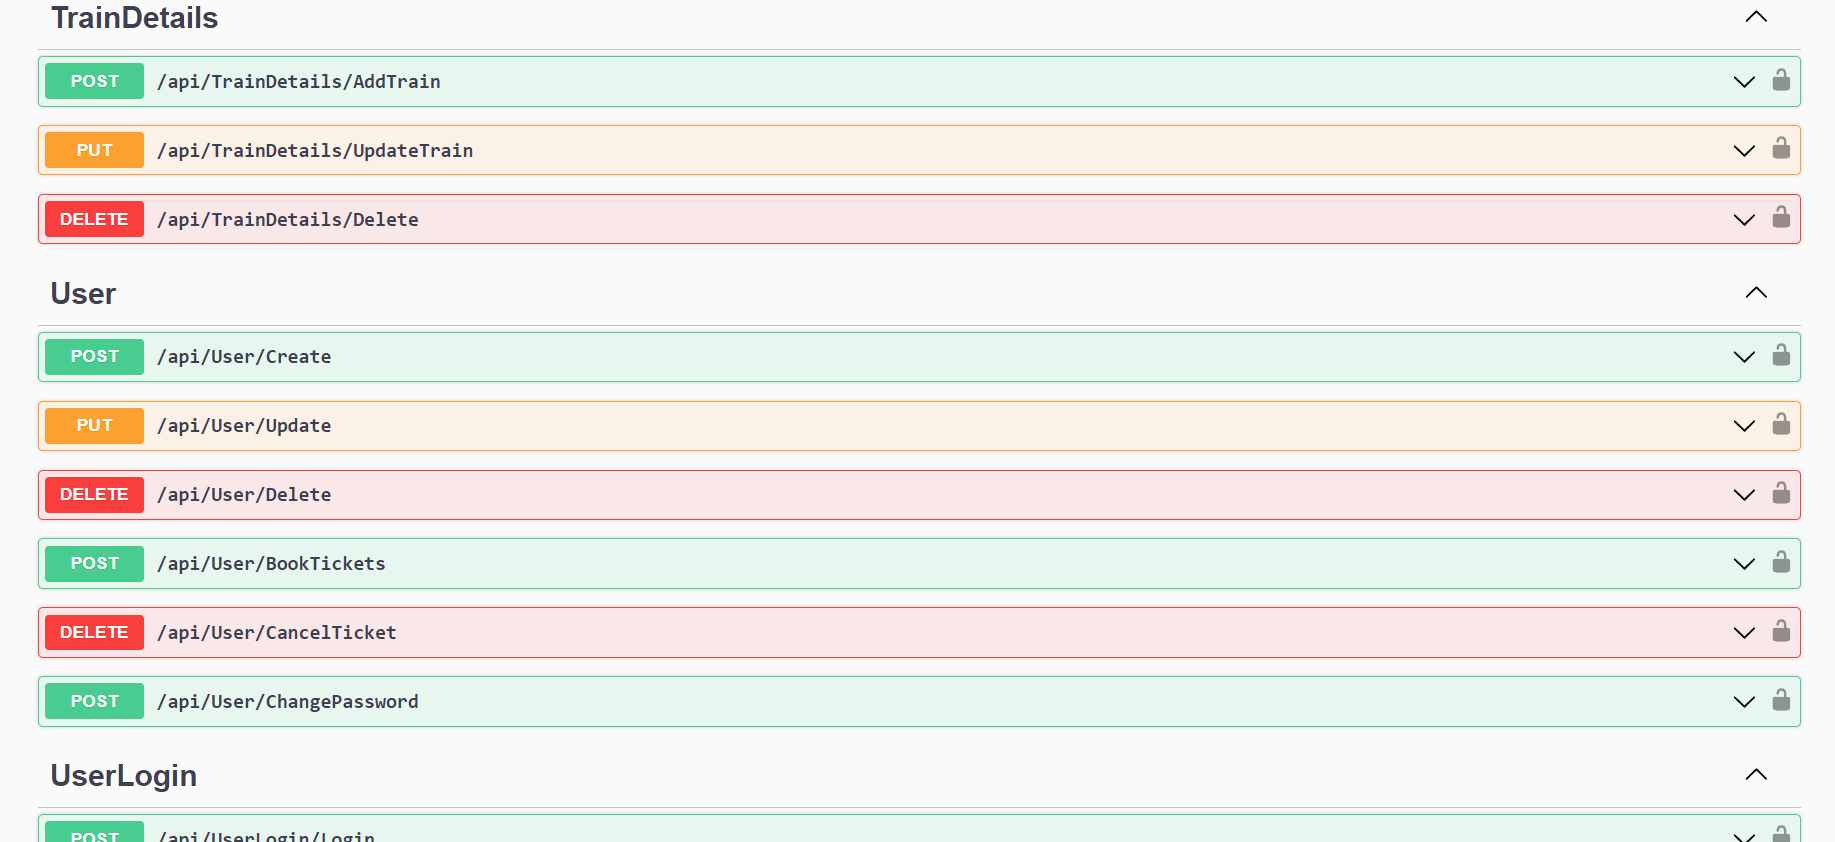 TrainDetails
POST /api/TrainDetails/AddTrain
PUT /api/TrainDetails/UpdateTrain
DELETE /api/TrainDetails/Delete
User
POST /api/User/Create
PUT /api/User/Update
DELETE /api/User/Delete
POST /api/User/BookTickets
DELETE /api/User/CancelTicket
POST /api/User/ChangePassword
UserLogin
POST /api/UserLogin/Login